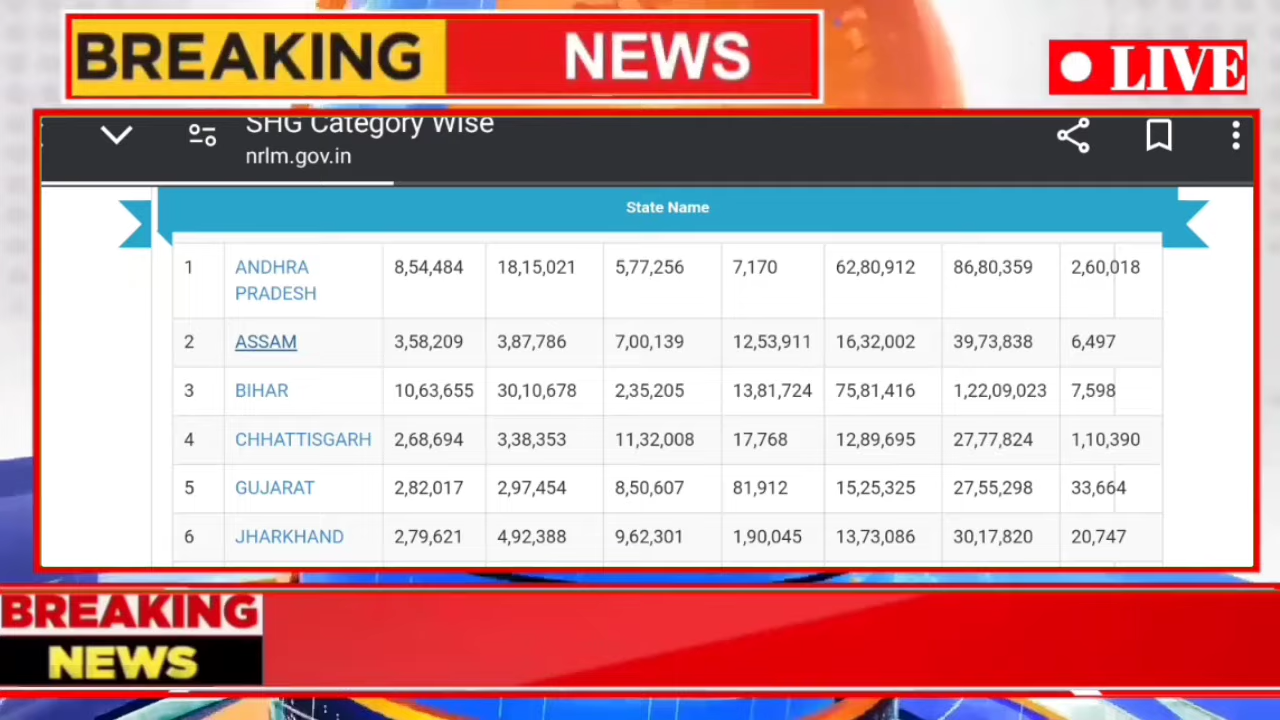 BREAKING NEWS
LIVE
SHG Category Wise
nrlm.gov.in
State Name
1 ANDHRA PRADESH 8,54,484 18,15,021 5,77,256 7,170 62,80,912 86,80,359 2,60,018
2 ASSAM 3,58,209 3,87,786 7,00,139 12,53,911 16,32,002 39,73,838 6,497
3 BIHAR 10,63,655 30,10,678 2,35,205 13,81,724 75,81,416 1,22,09,023 7,598
4 CHHATTISGARH 2,68,694 3,38,353 11,32,008 17,768 12,89,695 27,77,824 1,10,390
5 GUJARAT 2,82,017 2,97,454 8,50,607 81,912 15,25,325 27,55,298 33,664
6 JHARKHAND 2,79,621 4,92,388 9,62,301 1,90,045 13,73,086 30,17,820 20,747
BREAKING
NEWS